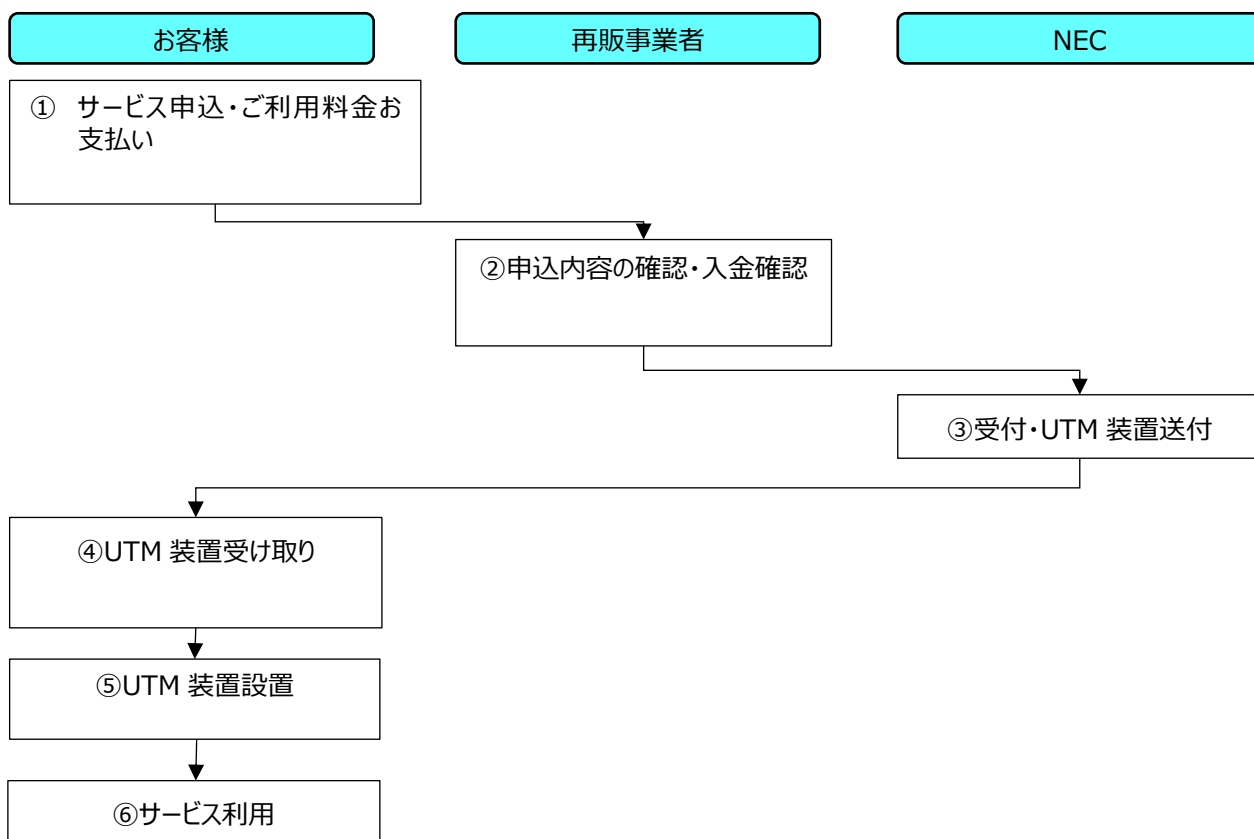 お客様
再販事業者
NEC
① サービス申込・ご利用料金お
支払い
②申込内容の確認・入金確認
③受付・UTM 装置送付
④UTM 装置受け取り
⑤UTM 装置設置
⑥サービス利用